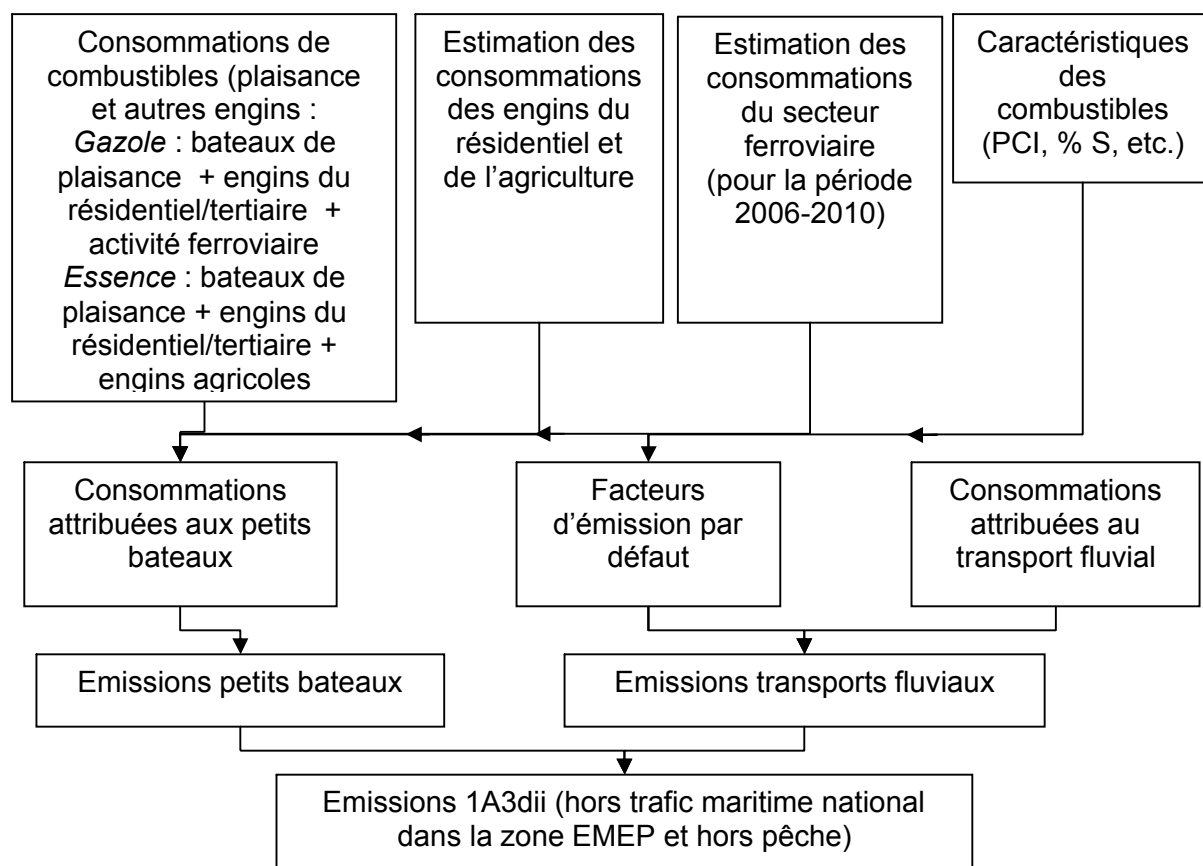 Consommations de
combustibles (plaisance
et autres engins :
Gazole : bateaux de
plaisance + engins du
résidentiel/tertiaire +
activité ferroviaire
Essence : bateaux de
plaisance + engins du
résidentiel/tertiaire +
engins agricoles
Estimation des
consommations
des engins du
résidentiel et
de l’agriculture
Estimation des
consommations
du secteur
ferroviaire
(pour la période
2006-2010)
Caractéristiques
des
combustibles
(PCI, % S, etc.)
Consommations
attribuées aux petits
bateaux
Facteurs
d’émission par
défaut
Consommations
attribuées au
transport fluvial
Emissions petits bateaux
Emissions transports fluviaux
Emissions 1A3dii (hors trafic maritime national
dans la zone EMEP et hors pêche)